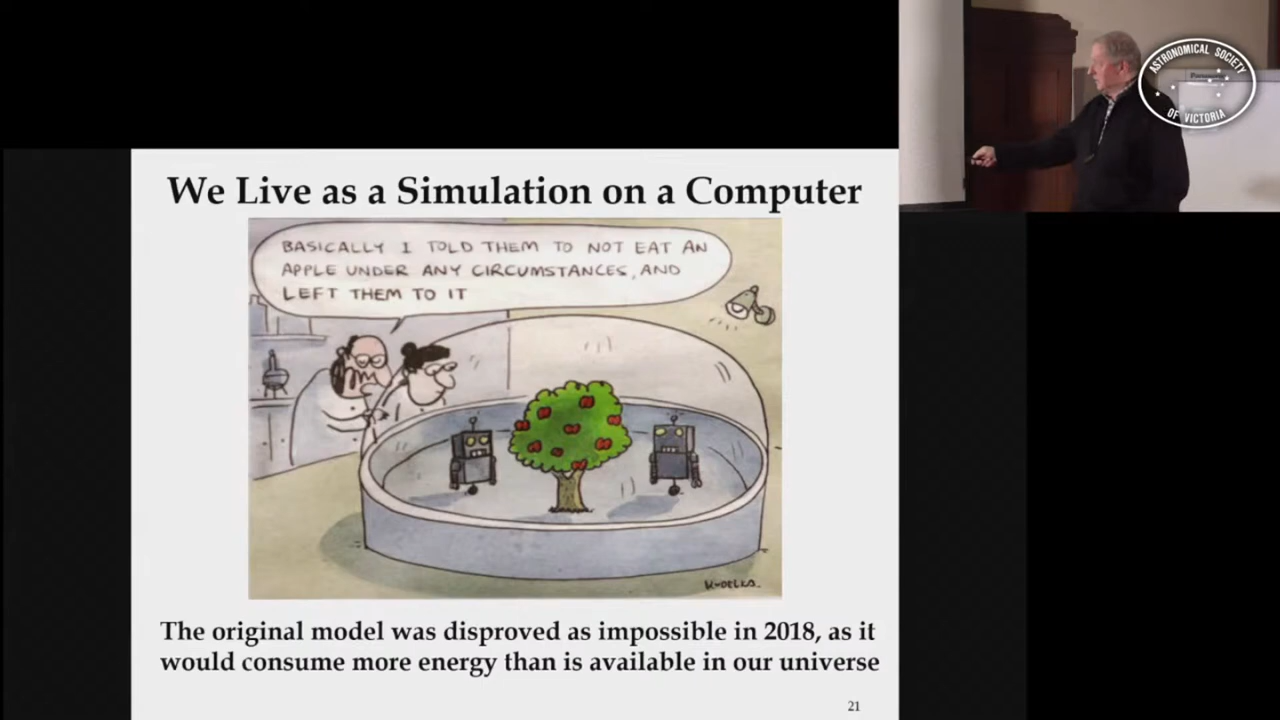 We Live as a Simulation on a Computer
BASICALLY I TOLD THEM TO NOT EAT AN
APPLE UNDER ANY CIRCUMSTANCES, AND
LEFT THEM TO IT
The original model was disproved as impossible in 2018, as it
would consume more energy than is available in our universe
21
ASTRONOMICAL SOCIETY
OF VICTORIA
Panasonic